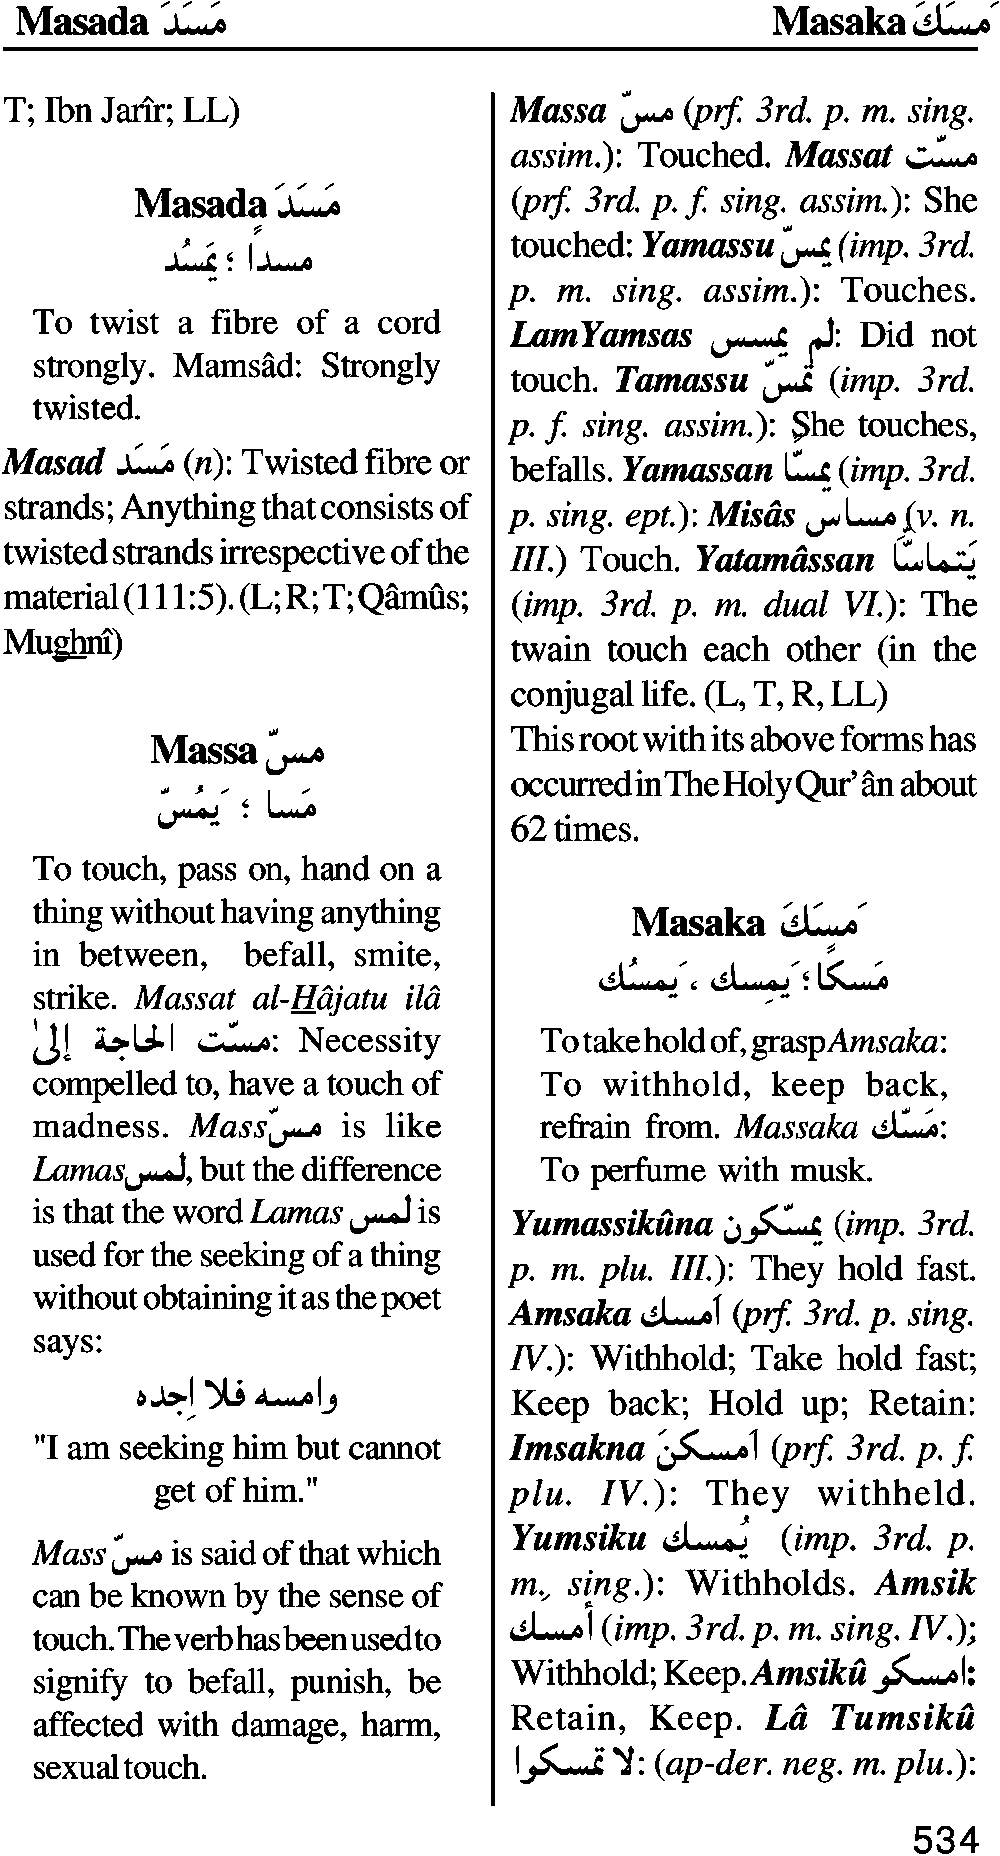 Masada مَسَدَ
Masaka مَسَكَ
T; Ibn Jarîr; LL)
Masada مَسَدَ
مسداً ؛ يَمسُد
To twist a fibre of a cord
strongly. Mamsâd: Strongly
twisted.
Masad مَسَد (n): Twisted fibre or
strands; Anything that consists of
twisted strands irrespective of the
material (111:5). (L; R; T; Qâmûs;
Mughnî)
Massa مسّ
مَسا ؛ يَمُسّ
To touch, pass on, hand on a
thing without having anything
in between, befall, smite,
strike. Massat al-Hâjatu ilâ
مسّت الحاجة إلىٰ: Necessity
compelled to, have a touch of
madness. Mass مسّ is like
Lamas لمس, but the difference
is that the word Lamas لمس is
used for the seeking of a thing
without obtaining it as the poet
says:
وامسه فلا اِجده
"I am seeking him but cannot
get of him."
Mass مسّ is said of that which
can be known by the sense of
touch. The verb has been used to
signify to befall, punish, be
affected with damage, harm,
sexual touch.
Massa مسّ (prf. 3rd. p. m. sing.
assim.): Touched. Massat مسّت
(prf. 3rd. p. f. sing. assim.): She
touched: Yamassu يمسّ (imp. 3rd.
p. m. sing. assim.): Touches.
LamYamsas لم يمسس: Did not
touch. Tamassu تمسّ (imp. 3rd.
p. f. sing. assim.): She touches,
befalls. Yamassan يمسّاً (imp. 3rd.
p. sing. ept.): Misâs مساس (v. n.
III.) Touch. Yatamâssan يَتماسّا
(imp. 3rd. p. m. dual VI.): The
twain touch each other (in the
conjugal life. (L, T, R, LL)
This root with its above forms has
occurred in The Holy Qur’ân about
62 times.
Masaka مَسَكَ
مَسكاً ؛ يَمسِك ، يَمسُك
To take hold of, grasp Amsaka:
To withhold, keep back,
refrain from. Massaka مَسّك:
To perfume with musk.
Yumassikûna يمسّكون (imp. 3rd.
p. m. plu. III.): They hold fast.
Amsaka اَمسك (prf. 3rd. p. sing.
IV.): Withhold; Take hold fast;
Keep back; Hold up; Retain:
Imsakna اَمسكنَ (prf. 3rd. p. f.
plu. IV.): They withheld.
Yumsiku يُمسك (imp. 3rd. p.
m., sing.): Withholds. Amsik
أمسك (imp. 3rd. p. m. sing. IV.);
Withhold; Keep. Amsikû امسكو:
Retain, Keep. Lâ Tumsikû
لا تمسكوا: (ap-der. neg. m. plu.):
534